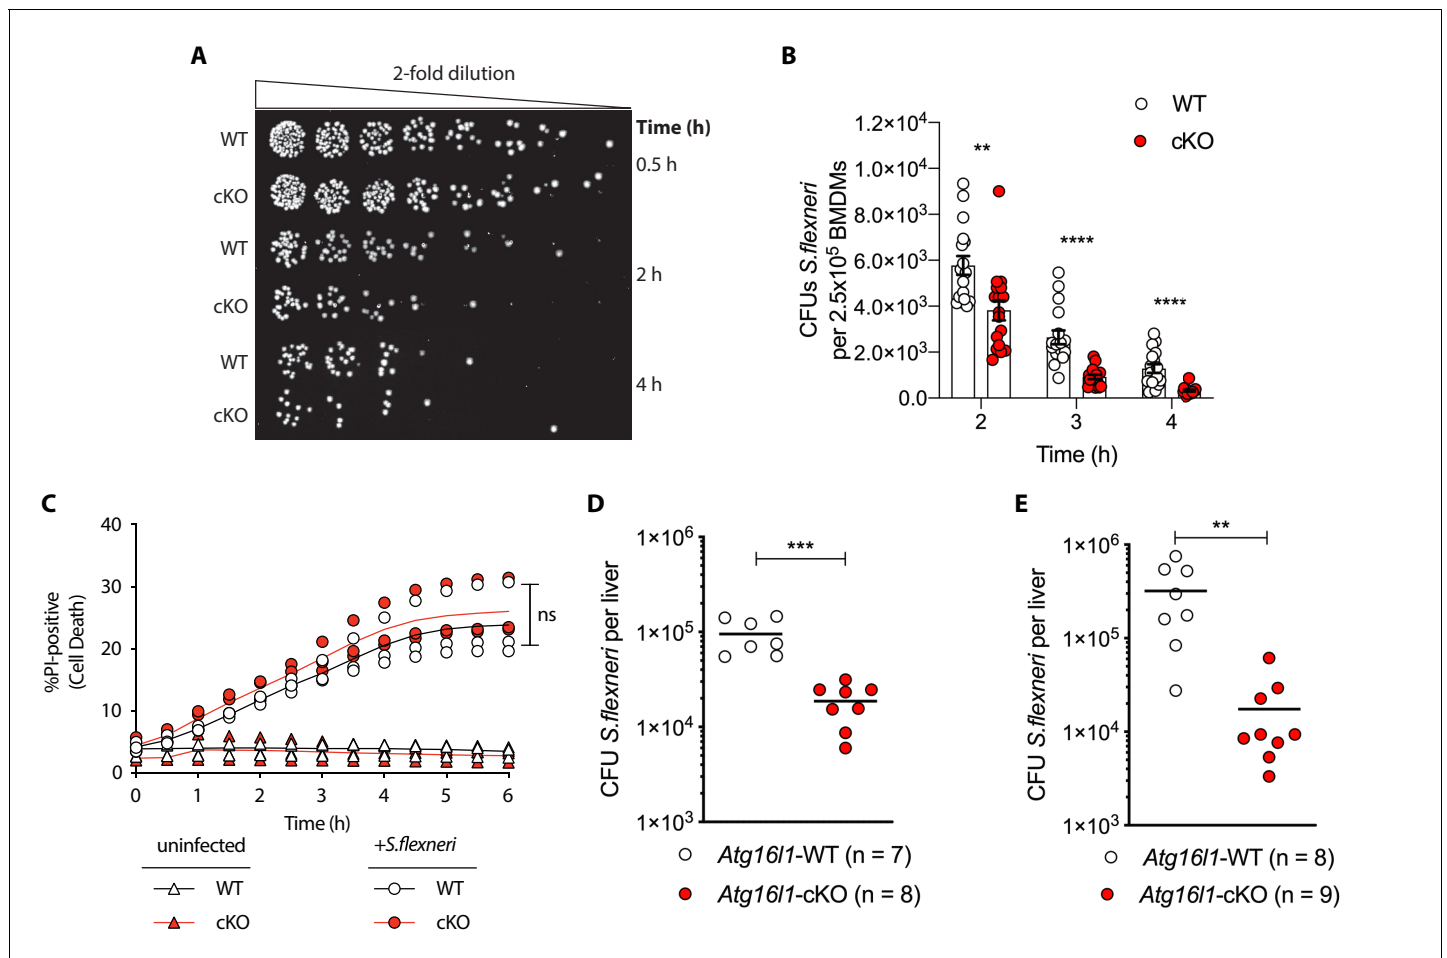 A
2-fold dilution
Time (h)
WT
0.5 h
cKO
WT
2 h
cKO
WT
4 h
cKO
B
WT
cKO
CFUs S.flexneri
per 2.5x10⁵ BMDMs
1.2×10⁴
1.0×10⁴
8.0×10³
6.0×10³
4.0×10³
2.0×10³
0.0
**
****
****
2 3 4
Time (h)
C
%PI-positive
(Cell Death)
40
30
20
10
0
ns
0 1 2 3 4 5 6
Time (h)
uninfected +S.flexneri
WT WT
cKO cKO
D
CFU S.flexneri per liver
1×10⁶
1×10⁵
1×10⁴
1×10³
***
Atg16l1-WT (n = 7)
Atg16l1-cKO (n = 8)
E
CFU S.flexneri per liver
1×10⁶
1×10⁵
1×10⁴
1×10³
**
Atg16l1-WT (n = 8)
Atg16l1-cKO (n = 9)